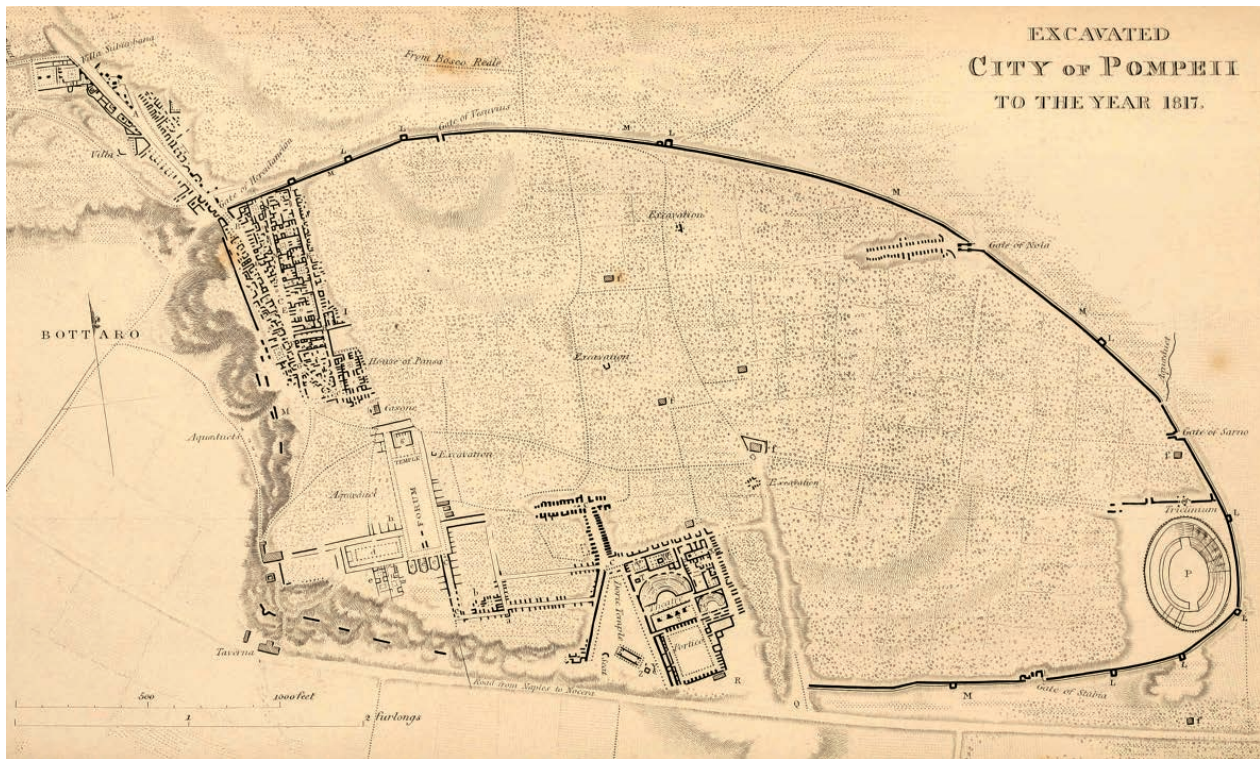 EXCAVATED
CITY OF POMPEII
TO THE YEAR 1817.
Villa Suburbana
From Bosco Reale
A
Villa
Gate of Herculaneum
M
L
L
Gate of Vesuvius
M
L
M
Excavation
Gate of Nola
f
M
L
Aqueduct
BOTTARO
House of Pansa
Excavation
f
Casone
M
Aqueducts
TEMPLE
Excavation
Aqueduct
FORUM
f
Excavation
Gate of Sarno
f
Triclinium
L
P
Theatre
Portico
Greek Temple
Z
R
Taverna
Road from Naples to Nocera
Q
M
Gate of Stabia
L
L
L
f
500
1000 feet
1
2 furlongs